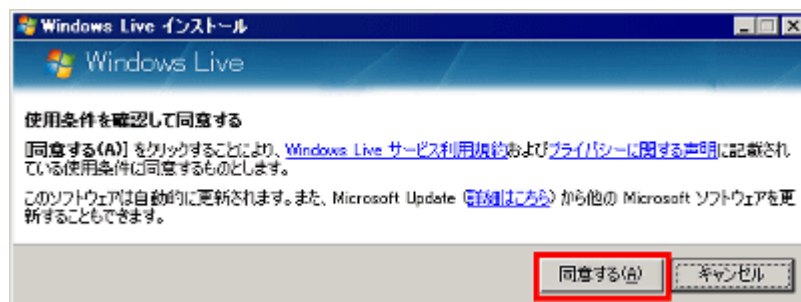 Windows Live インストール
Windows Live
使用条件を確認して同意する
[同意する(A)] をクリックすることにより、Windows Live サービス利用規約およびプライバシーに関する声明に記載され
ている使用条件に同意するものとします。
このソフトウェアは自動的に更新されます。また、Microsoft Update (詳細はこちら) から他の Microsoft ソフトウェアを更
新することもできます。
同意する(A) キャンセル